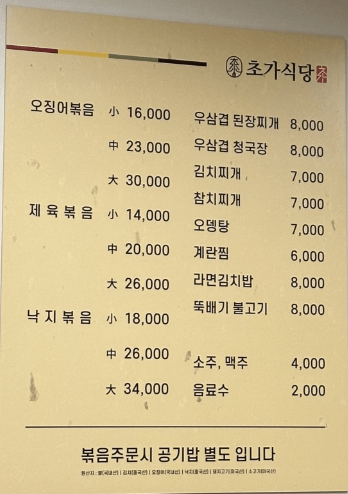 초가식당
오징어볶음 小 16,000
中 23,000
大 30,000
제육볶음 小 14,000
中 20,000
大 26,000
낙지볶음 小 18,000
中 26,000
大 34,000
우삼겹 된장찌개 8,000
우삼겹 청국장 8,000
김치찌개 7,000
참치찌개 7,000
오뎅탕 7,000
계란찜 6,000
라면김치밥 8,000
뚝배기 불고기 8,000
소주, 맥주 4,000
음료수 2,000
볶음주문시 공기밥 별도 입니다